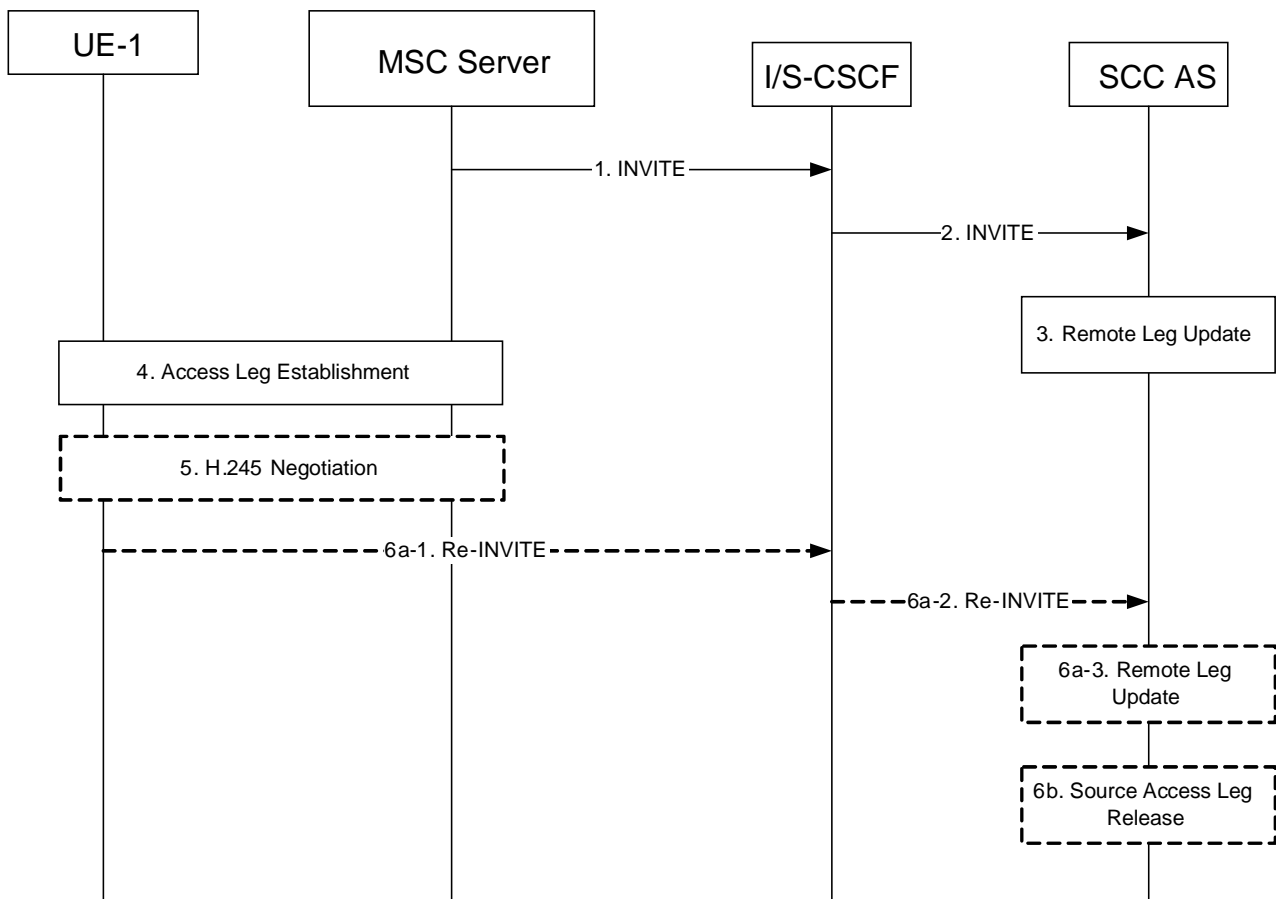 UE-1
MSC Server
I/S-CSCF
SCC AS
1. INVITE
2. INVITE
3. Remote Leg Update
4. Access Leg Establishment
5. H.245 Negotiation
6a-1. Re-INVITE
6a-2. Re-INVITE
6a-3. Remote Leg
Update
6b. Source Access Leg
Release